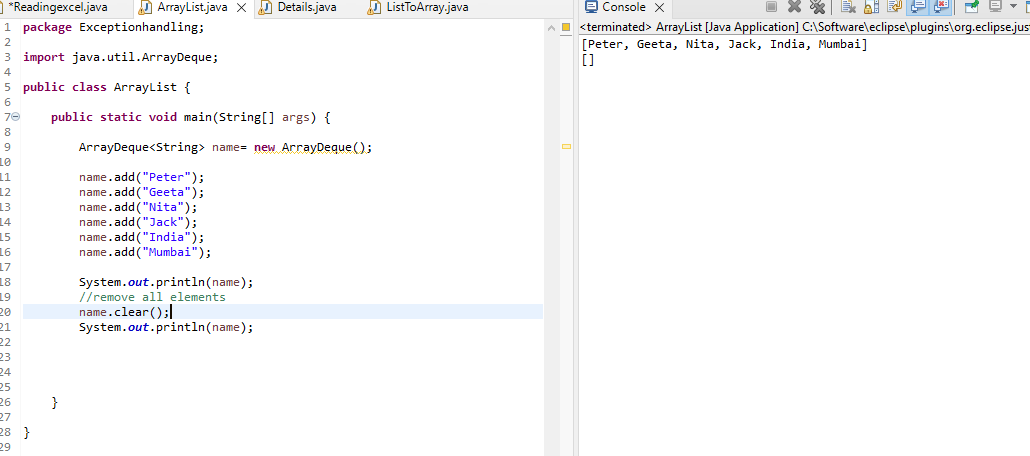 *Readingexcel.java ArrayList.java Details.java ListToArray.java
1 package Exceptionhandling;
2
3 import java.util.ArrayDeque;
4
5 public class ArrayList {
6
7 public static void main(String[] args) {
8
9 ArrayDeque<String> name= new ArrayDeque();
10
11 name.add("Peter");
12 name.add("Geeta");
13 name.add("Nita");
14 name.add("Jack");
15 name.add("India");
16 name.add("Mumbai");
17
18 System.out.println(name);
19 //remove all elements
20 name.clear();
21 System.out.println(name);
22
23
24
25
26 }
27
28 }
29
Console
<terminated> ArrayList [Java Application] C:\Software\eclipse\plugins\org.eclipse.jus
[Peter, Geeta, Nita, Jack, India, Mumbai]
[]